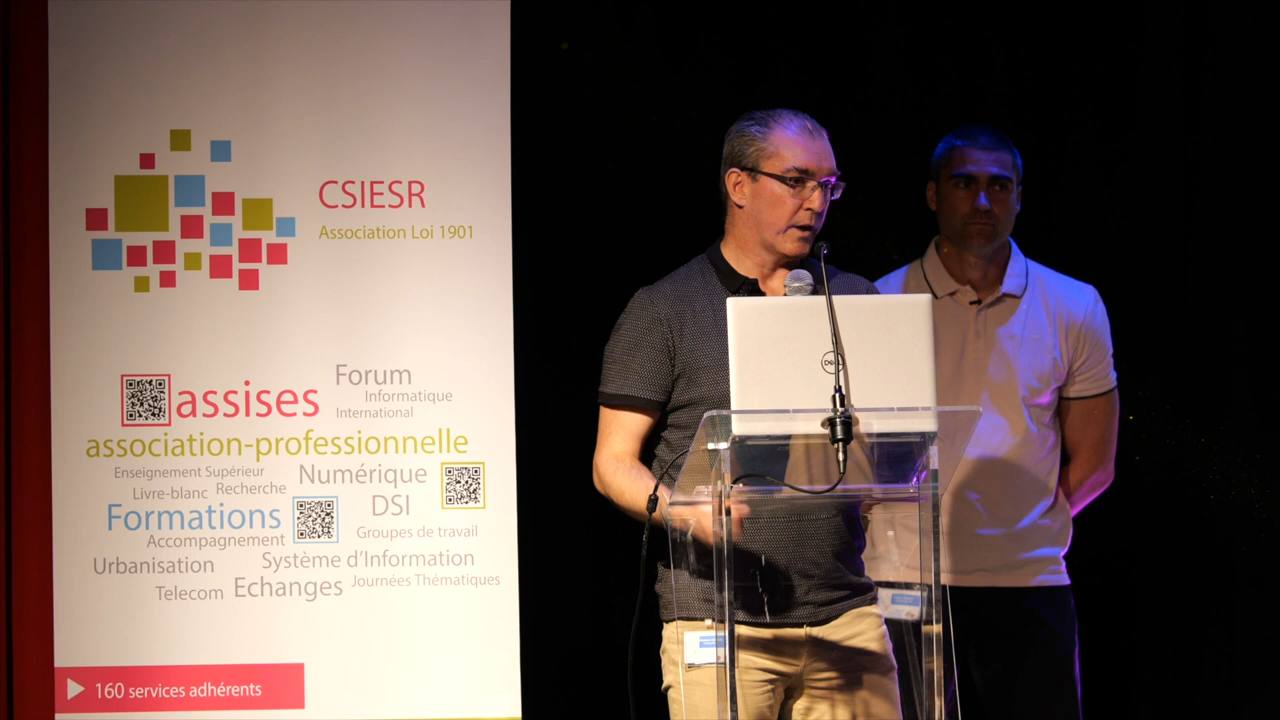 CSIESR
Association Loi 1901
Forum
assises
Informatique
International
association-professionnelle
Enseignement Supérieur
Numérique
Livre-blanc
Recherche
DSI
Formations
Groupes de travail
Accompagnement
Urbanisation
Système d'Information
Telecom
Echanges
Journées Thématiques
160 services adhérents
DELL